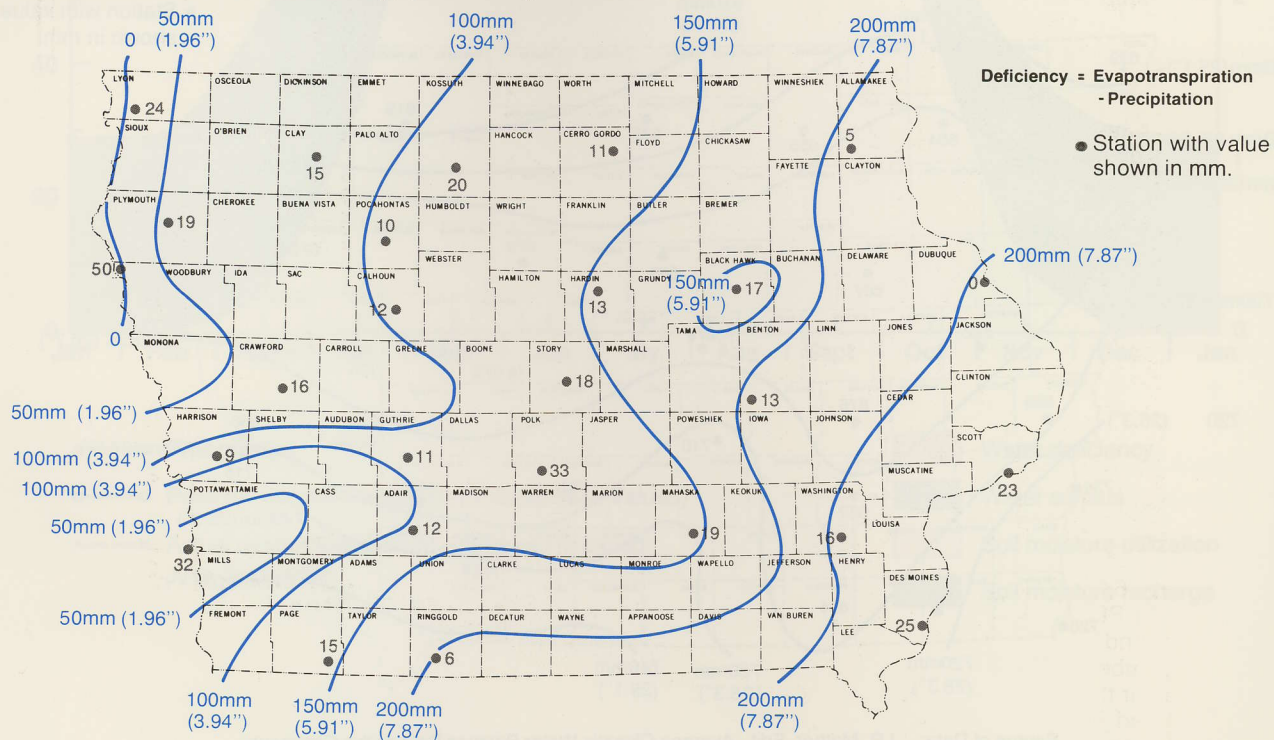 50mm
(1.96")
0
100mm
(3.94")
150mm
(5.91")
200mm
(7.87")
Deficiency = Evapotranspiration
- Precipitation
Station with value
shown in mm.
LYON
OSCEOLA
DICKINSON
EMMET
KOSSUTH
WINNEBAGO
WORTH
MITCHELL
HOWARD
WINNESHIEK
ALLAMAKEE
24
SIOUX
O'BRIEN
CLAY
PALO ALTO
HANCOCK
CERRO GORDO
FLOYD
CHICKASAW
5
15
20
11
FAYETTE
CLAYTON
PLYMOUTH
CHEROKEE
BUENA VISTA
POCAHONTAS
HUMBOLDT
WRIGHT
FRANKLIN
BUTLER
BREMER
19
10
WEBSTER
BLACK HAWK
BUCHANAN
DELAWARE
DUBUQUE
200mm (7.87")
50
WOODBURY
IDA
SAC
CALHOUN
HAMILTON
HARDIN
GRUNDY
150mm
(5.91")
17
0
13
12
0
MONONA
CRAWFORD
CARROLL
GREENE
BOONE
STORY
MARSHALL
TAMA
BENTON
LINN
JONES
JACKSON
16
18
13
CLINTON
CEDAR
50mm (1.96")
HARRISON
SHELBY
AUDUBON
GUTHRIE
DALLAS
POLK
JASPER
POWESHIEK
IOWA
JOHNSON
SCOTT
100mm (3.94")
9
11
33
MUSCATINE
23
100mm (3.94")
POTTAWATTAMIE
CASS
ADAIR
MADISON
WARREN
MARION
MAHASKA
KEOKUK
WASHINGTON
LOUISA
50mm (1.96")
12
19
16
32
MILLS
MONTGOMERY
ADAMS
UNION
CLARKE
LUCAS
MONROE
WAPELLO
JEFFERSON
HENRY
DES MOINES
50mm (1.96")
FREMONT
PAGE
TAYLOR
RINGGOLD
DECATUR
WAYNE
APPANOOSE
DAVIS
VAN BUREN
LEE
25
15
6
100mm
(3.94")
150mm
(5.91")
200mm
(7.87")
200mm
(7.87")